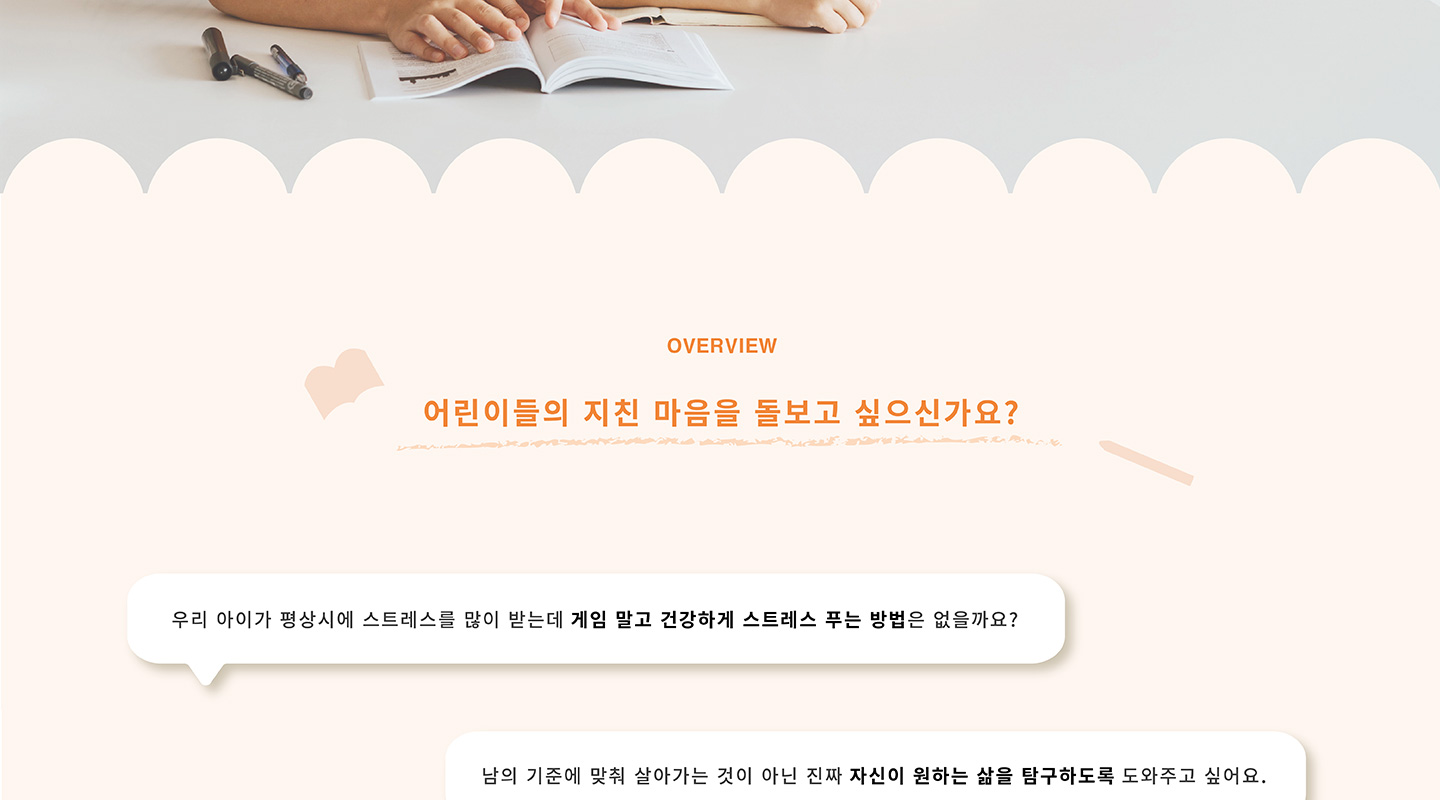 OVERVIEW
어린이들의 지친 마음을 돌보고 싶으신가요?
우리 아이가 평상시에 스트레스를 많이 받는데 게임 말고 건강하게 스트레스 푸는 방법은 없을까요?
남의 기준에 맞춰 살아가는 것이 아닌 진짜 자신이 원하는 삶을 탐구하도록 도와주고 싶어요.